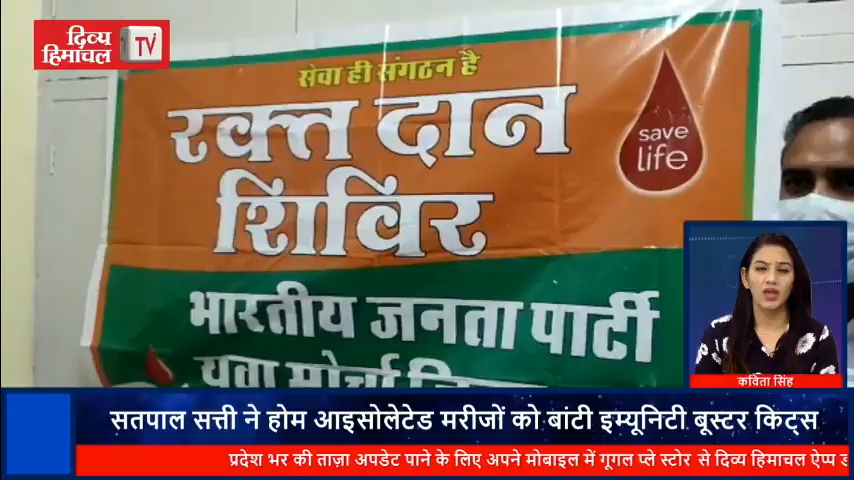 दिव्य
हिमाचल TV
सेवा ही संगठन है
रक्त दान
शिविर
save
life
भारतीय जनता पार्टी
युवा मोर्चा
कविता सिंह
सतपाल सत्ती ने होम आइसोलेटेड मरीजों को बांटी इम्यूनिटी बूस्टर किट्स
प्रदेश भर की ताज़ा अपडेट पाने के लिए अपने मोबाइल में गूगल प्ले स्टोर से दिव्य हिमाचल ऐप्प